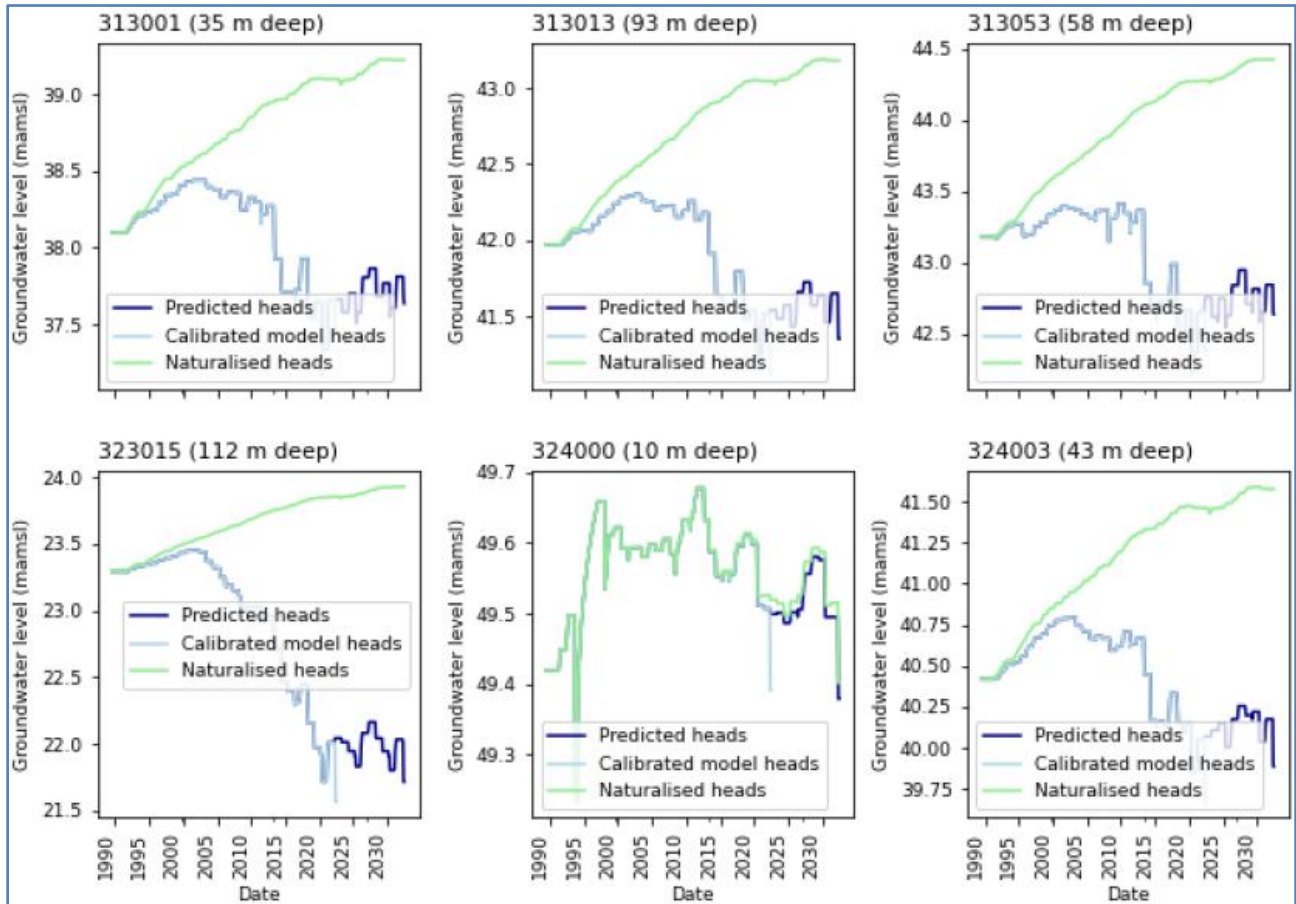 313001 (35 m deep)
313013 (93 m deep)
313053 (58 m deep)
Groundwater level (mamsl)
39.0
38.5
38.0
37.5
Predicted heads
Calibrated model heads
Naturalised heads
Groundwater level (mamsl)
43.0
42.5
42.0
41.5
Predicted heads
Calibrated model heads
Naturalised heads
Groundwater level (mamsl)
44.5
44.0
43.5
43.0
42.5
Predicted heads
Calibrated model heads
Naturalised heads
323015 (112 m deep)
324000 (10 m deep)
324003 (43 m deep)
Groundwater level (mamsl)
24.0
23.5
23.0
22.5
22.0
21.5
Predicted heads
Calibrated model heads
Naturalised heads
1990 1995 2000 2005 2010 2015 2020 2025 2030
Date
Groundwater level (mamsl)
49.7
49.6
49.5
49.4
49.3
Predicted heads
Calibrated model heads
Naturalised heads
1990 1995 2000 2005 2010 2015 2020 2025 2030
Date
Groundwater level (mamsl)
41.50
41.25
41.00
40.75
40.50
40.25
40.00
39.75
Predicted heads
Calibrated model heads
Naturalised heads
1990 1995 2000 2005 2010 2015 2020 2025 2030
Date